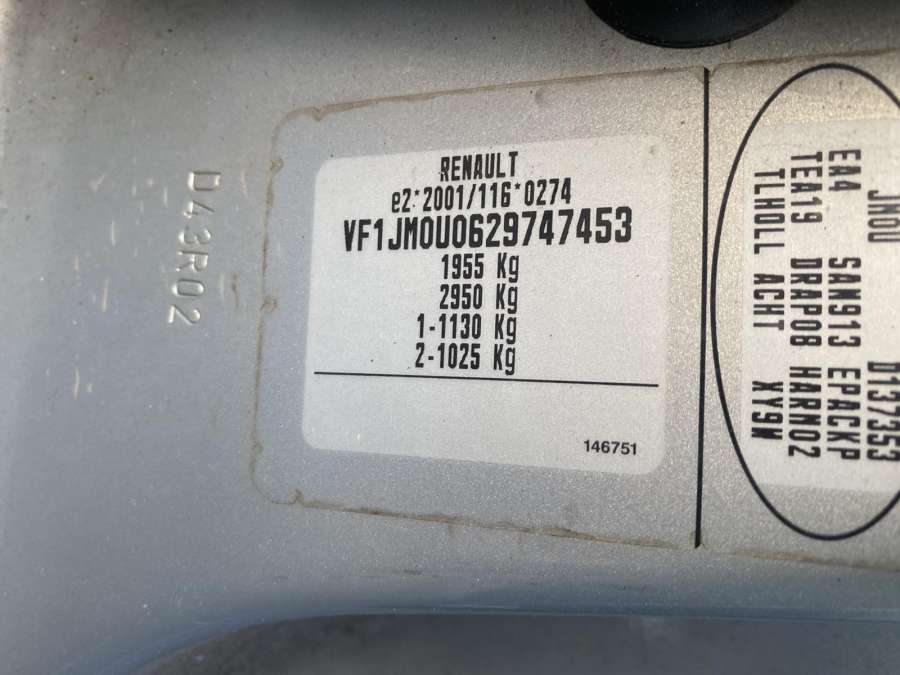 RENAULT
e2*2001/116*0274
VF1JM0U0629747453
1955 Kg
2950 Kg
1-1130 Kg
2-1025 Kg
146751
D43R02
JM0U D137353
EA4 SAN913 EPACKP
TEA19 DRAP08 HARM02
TLHOLL ACHT XY9W